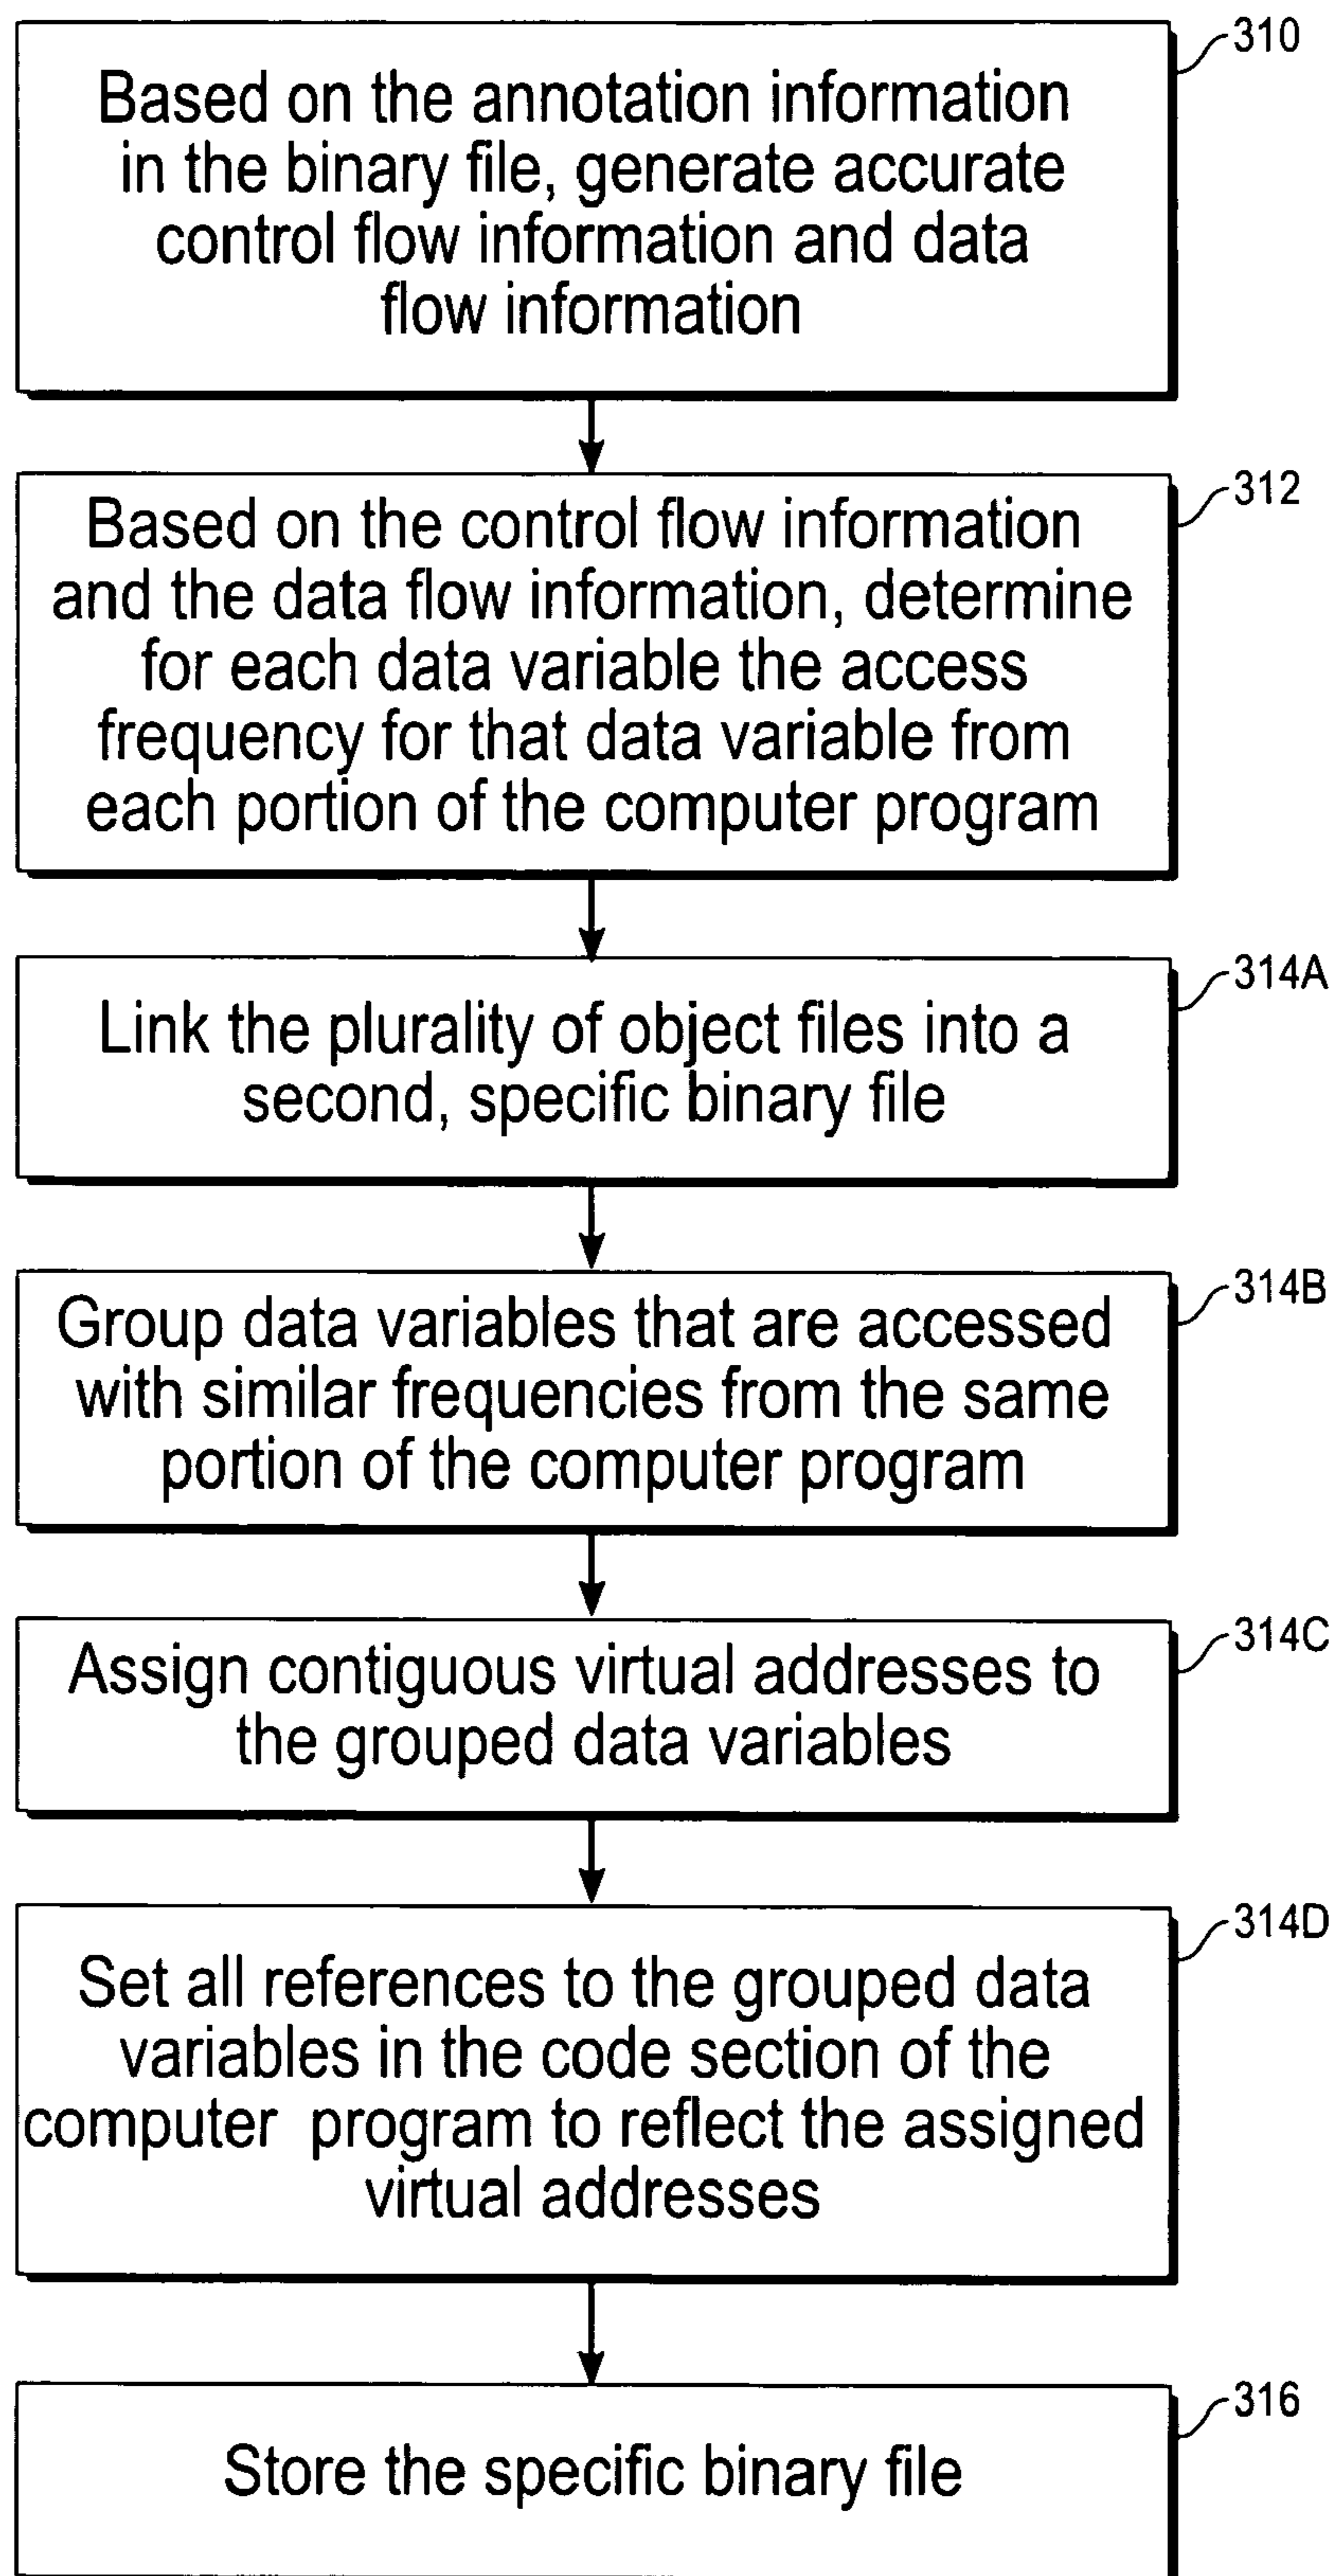 310
Based on the annotation information
in the binary file, generate accurate
control flow information and data
flow information
312
Based on the control flow information
and the data flow information, determine
for each data variable the access
frequency for that data variable from
each portion of the computer program
314A
Link the plurality of object files into a
second, specific binary file
314B
Group data variables that are accessed
with similar frequencies from the same
portion of the computer program
314C
Assign contiguous virtual addresses to
the grouped data variables
314D
Set all references to the grouped data
variables in the code section of the
computer program to reflect the assigned
virtual addresses
316
Store the specific binary file